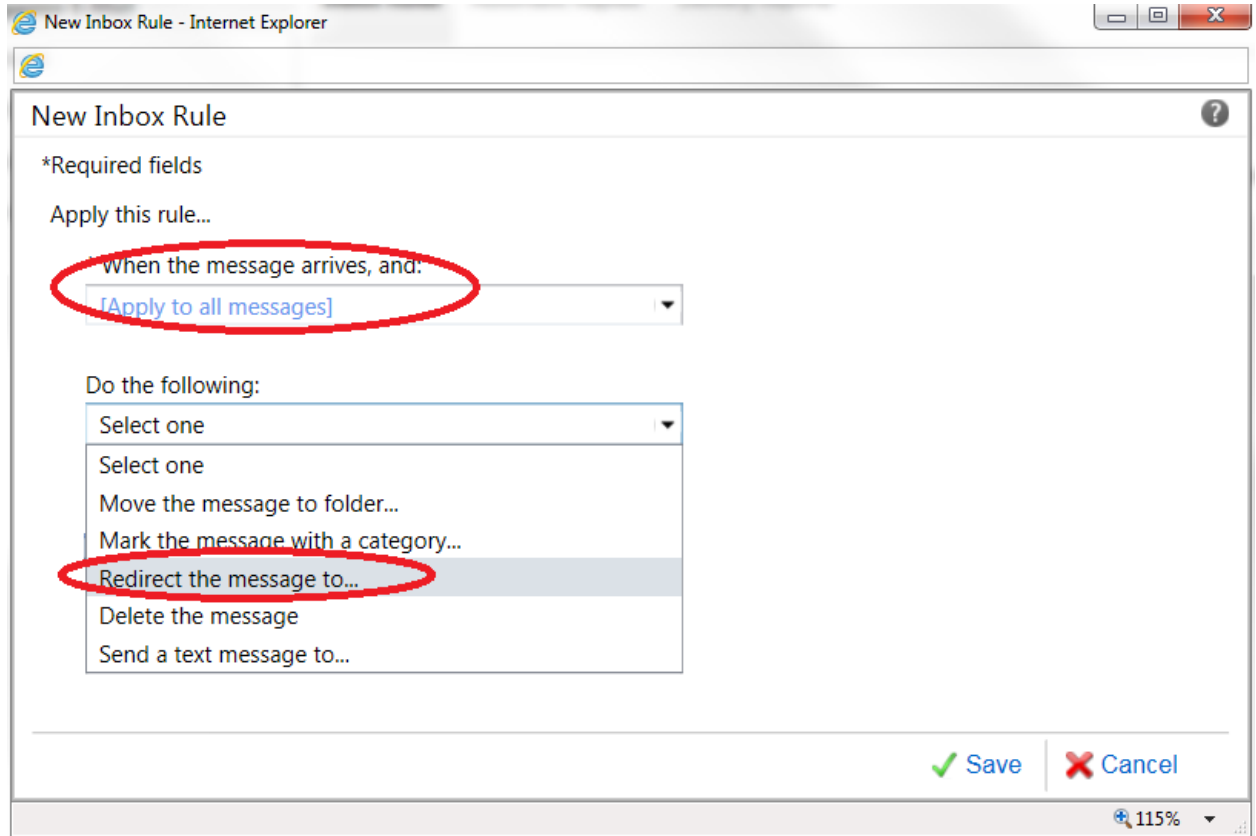 New Inbox Rule - Internet Explorer
New Inbox Rule
*Required fields
Apply this rule...
When the message arrives, and:
[Apply to all messages]
Do the following:
Select one
Select one
Move the message to folder...
Mark the message with a category...
Redirect the message to...
Delete the message
Send a text message to...
Save
Cancel
115%